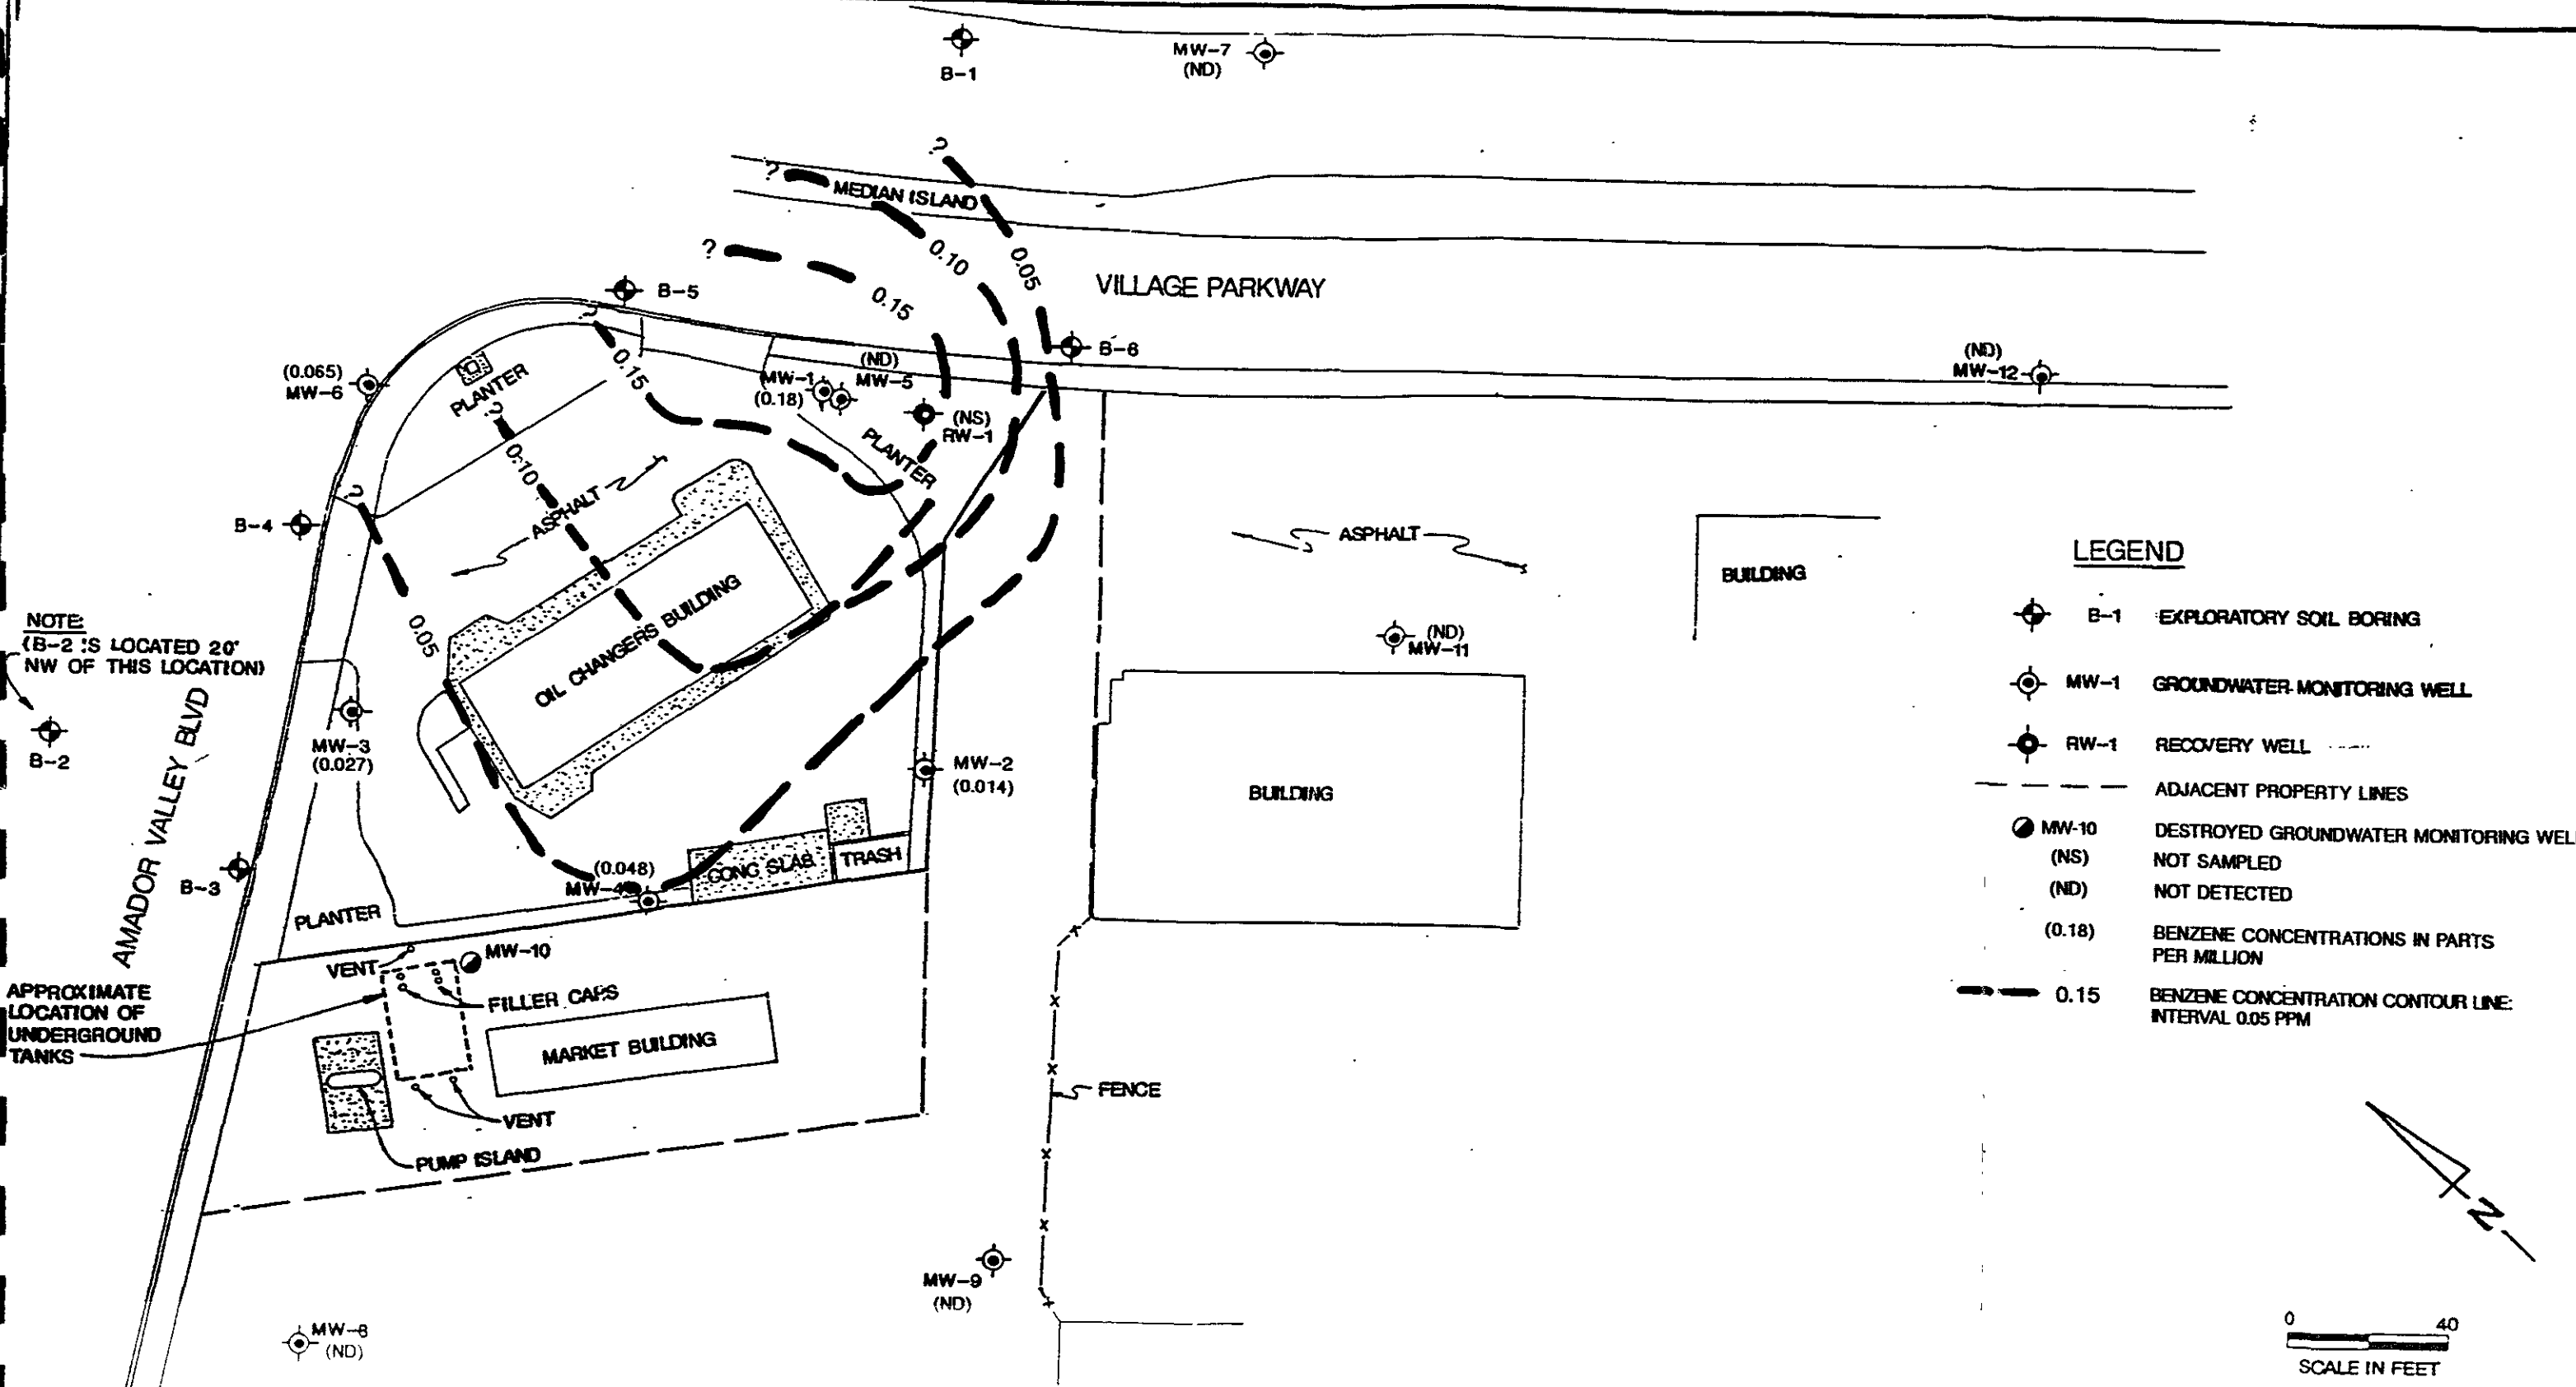 B-1
MW-7
(ND)
?
?
MEDIAN ISLAND
?
0.10
0.05
0.15
VILLAGE PARKWAY
B-5
?
B-6
0.15
(0.065)
MW-6
PLANTER
(ND)
MW-1
MW-5
(0.18)
(NS)
RW-1
(ND)
MW-12
?
0.10
PLANTER
?
ASPHALT
B-4
ASPHALT
BUILDING
OIL CHANGERS BUILDING
0.05
(ND)
MW-11
NOTE:
(B-2 :S LOCATED 20'
NW OF THIS LOCATION)
B-2
AMADOR VALLEY BLVD
MW-3
(0.027)
MW-2
(0.014)
BUILDING
CONC SLAB
TRASH
(0.048)
MW-4
B-3
PLANTER
VENT
MW-10
FILLER CAPS
APPROXIMATE
LOCATION OF
UNDERGROUND
TANKS
MARKET BUILDING
VENT
PUMP ISLAND
FENCE
MW-9
(ND)
MW-8
(ND)
LEGEND
B-1 EXPLORATORY SOIL BORING
MW-1 GROUNDWATER MONITORING WELL
RW-1 RECOVERY WELL
ADJACENT PROPERTY LINES
MW-10 DESTROYED GROUNDWATER MONITORING WELL
(NS) NOT SAMPLED
(ND) NOT DETECTED
(0.18) BENZENE CONCENTRATIONS IN PARTS
PER MILLION
0.15 BENZENE CONCENTRATION CONTOUR LINE:
INTERVAL 0.05 PPM
N
0 40
SCALE IN FEET